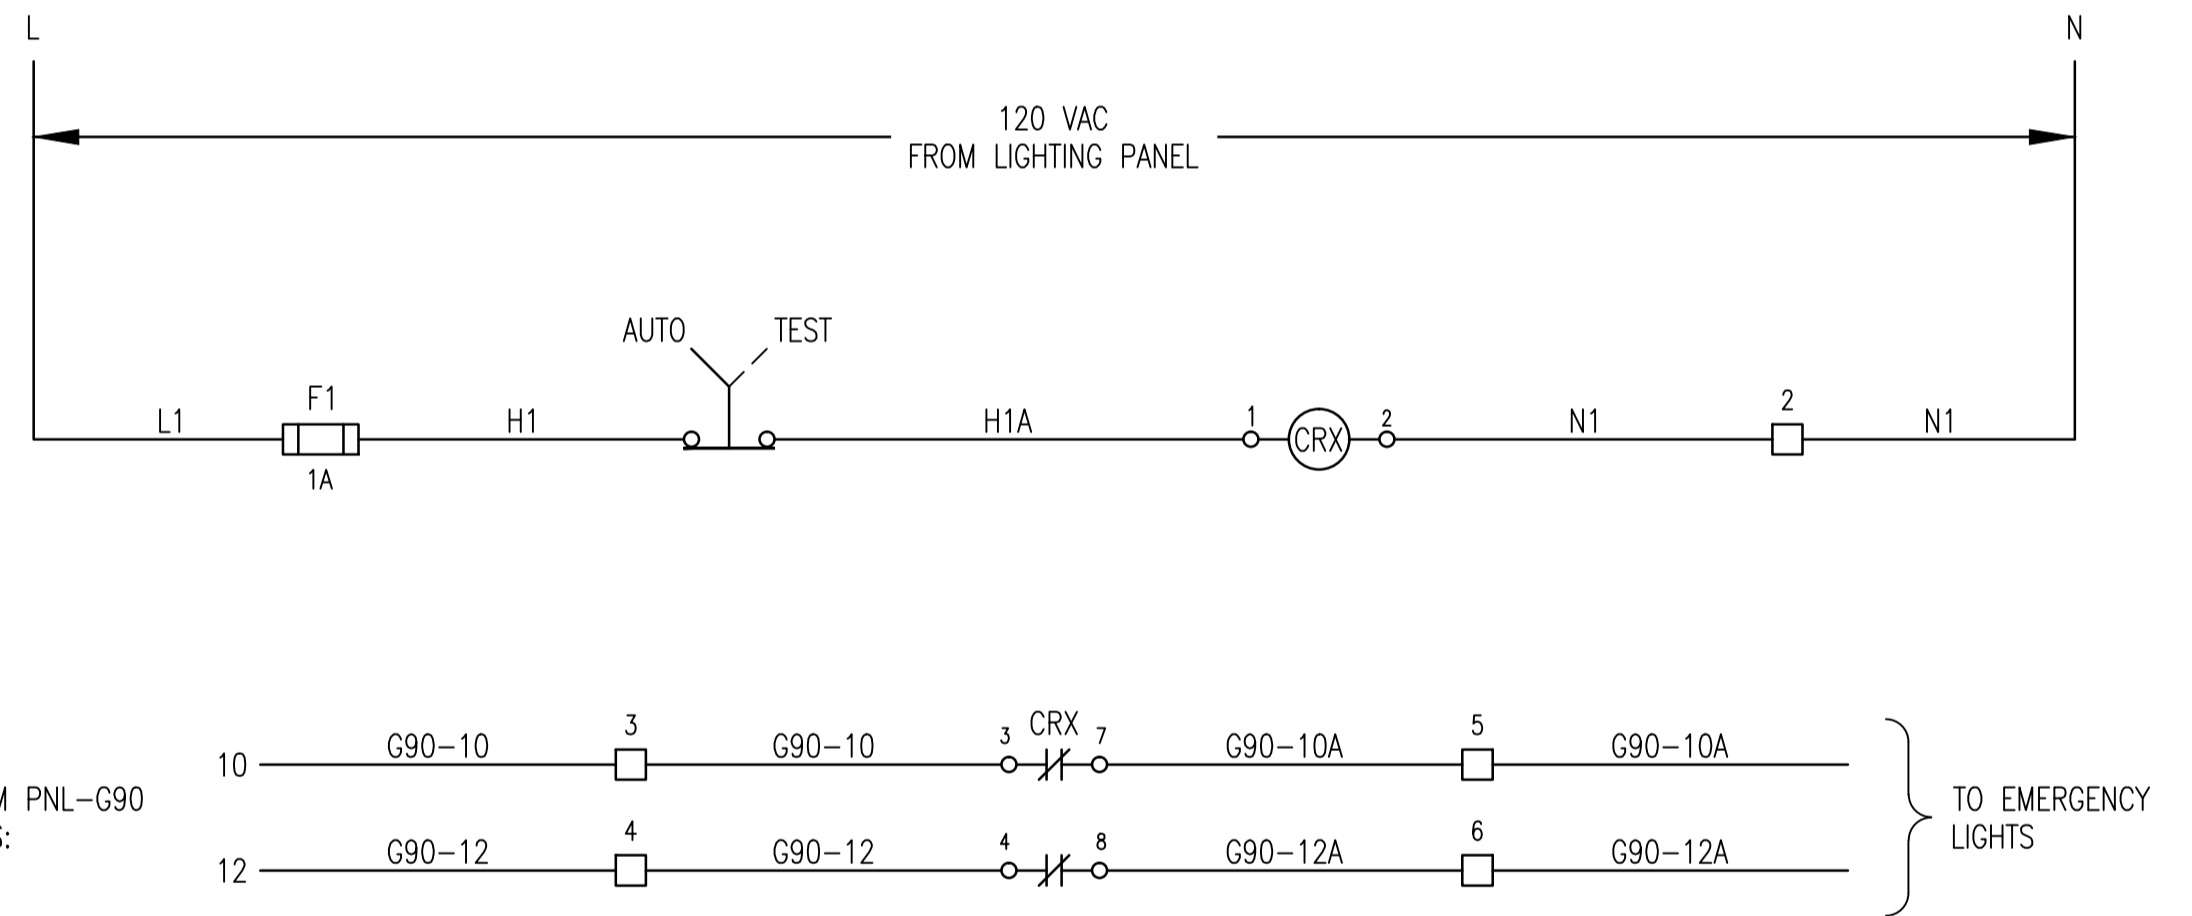 L
N
120 VAC
FROM LIGHTING PANEL
AUTO
TEST
L1
F1
1A
H1
H1A
1
CRX
2
N1
2
N1
10
G90-10
3
G90-10
3
CRX
7
G90-10A
5
G90-10A
PNL-G90
12
G90-12
4
G90-12
4
8
G90-12A
6
G90-12A
TO EMERGENCY
LIGHTS